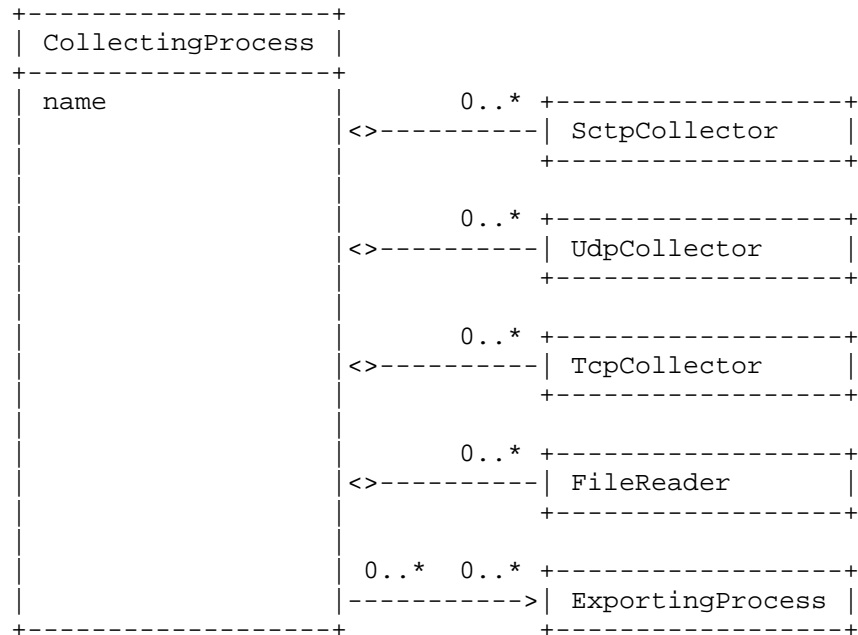 +-------------------+
| CollectingProcess |
+-------------------+
| name              |       0..* +------------------+
|                   |<>----------| SctpCollector    |
|                   |            +------------------+
|                   |
|                   |       0..* +------------------+
|                   |<>----------| UdpCollector     |
|                   |            +------------------+
|                   |
|                   |       0..* +------------------+
|                   |<>----------| TcpCollector     |
|                   |            +------------------+
|                   |
|                   |       0..* +------------------+
|                   |<>----------| FileReader       |
|                   |            +------------------+
|                   |
|                   | 0..*  0..* +------------------+
|                   |----------->| ExportingProcess |
+-------------------+            +------------------+